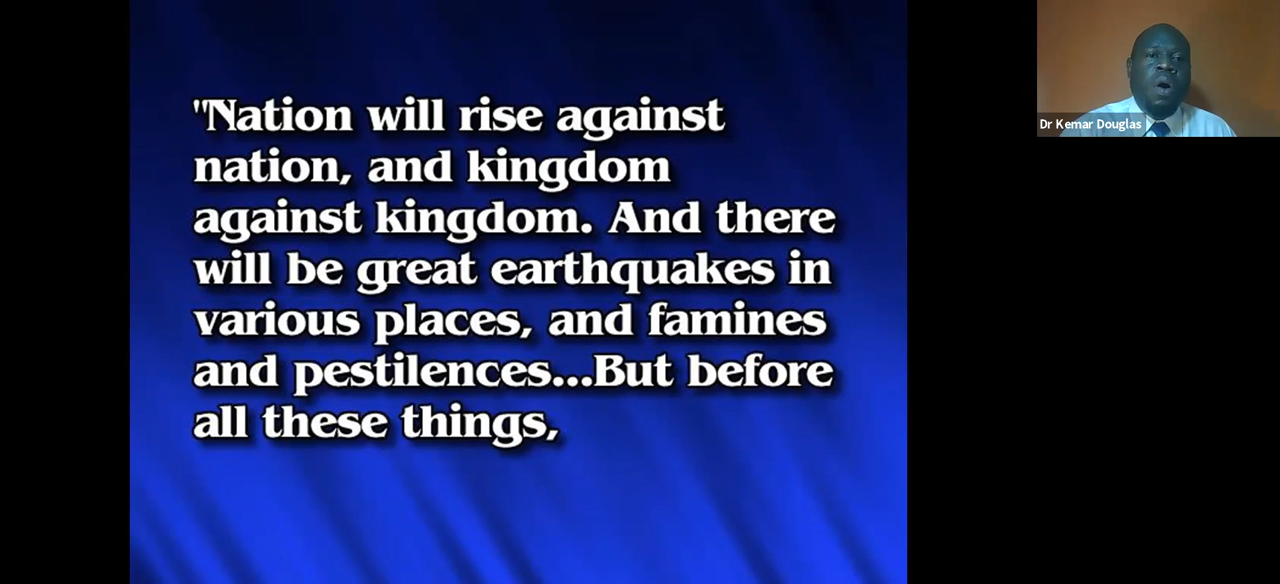 "Nation will rise against
nation, and kingdom
against kingdom. And there
will be great earthquakes in
various places, and famines
and pestilences...But before
all these things,
Dr Kemar Douglas